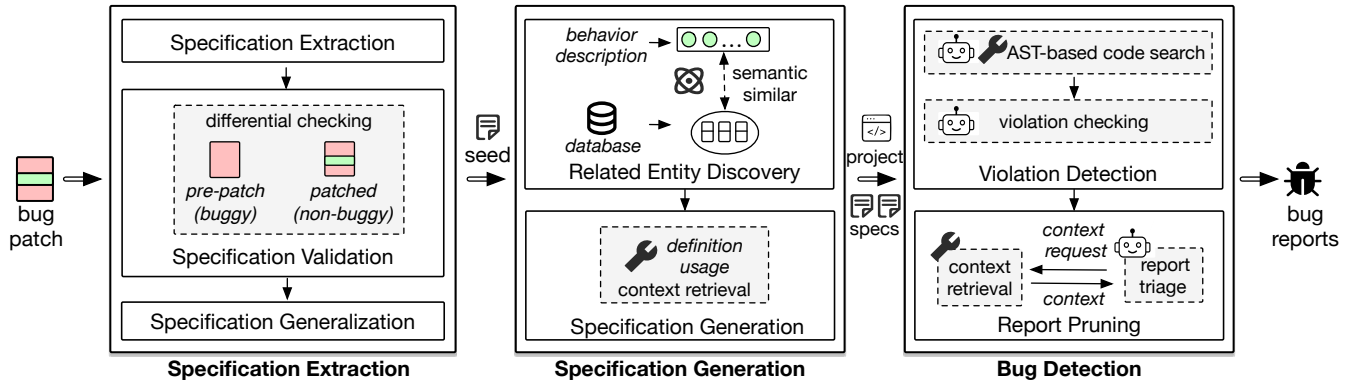 bug
patch
Specification Extraction
differential checking
pre-patch
(buggy)
patched
(non-buggy)
Specification Validation
Specification Generalization
Specification Extraction
seed
behavior
description
...
semantic
similar
database
Related Entity Discovery
definition
usage
context retrieval
Specification Generation
Specification Generation
</>
project
specs
AST-based code search
violation checking
Violation Detection
context
request
context
retrieval
report
triage
context
Report Pruning
Bug Detection
bug
reports